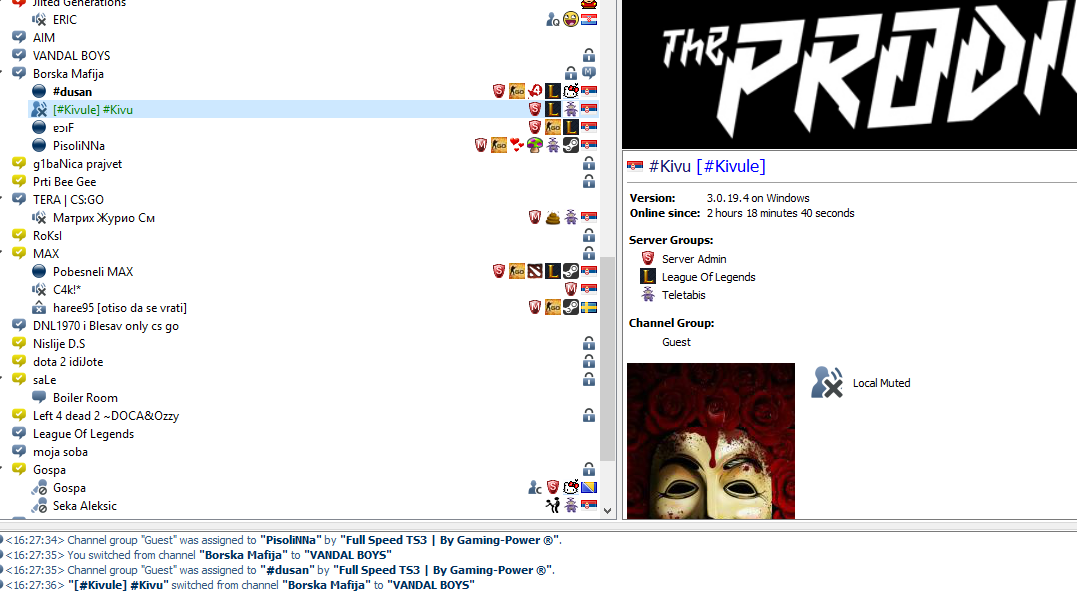 Jilted Generations
ERIC
AIM
VANDAL BOYS
Borska Mafija
#dusan
[#Kivule] #Kivu
ɐɔıF
PisoliNNa
g1baNica prajvet
Prti Bee Gee
TERA | CS:GO
Матрих Журио См
RoKsl
MAX
Pobesneli MAX
C4k!*
haree95 [otiso da se vrati]
DNL1970 i Blesav only cs go
Nislije D.S
dota 2 idiJote
saLe
Boiler Room
Left 4 dead 2 ~DOCA&Ozzy
League Of Legends
moja soba
Gospa
Gospa
Seka Aleksic
THE PRODI
#Kivu [#Kivule]
Version: 3.0.19.4 on Windows
Online since: 2 hours 18 minutes 40 seconds
Server Groups:
Server Admin
League Of Legends
Teletabis
Channel Group:
Guest
Local Muted
<16:27:34> Channel group "Guest" was assigned to "PisoliNNa" by "Full Speed TS3 | By Gaming-Power ®".
<16:27:35> You switched from channel "Borska Mafija" to "VANDAL BOYS"
<16:27:35> Channel group "Guest" was assigned to "#dusan" by "Full Speed TS3 | By Gaming-Power ®".
<16:27:36> "[#Kivule] #Kivu" switched from channel "Borska Mafija" to "VANDAL BOYS"